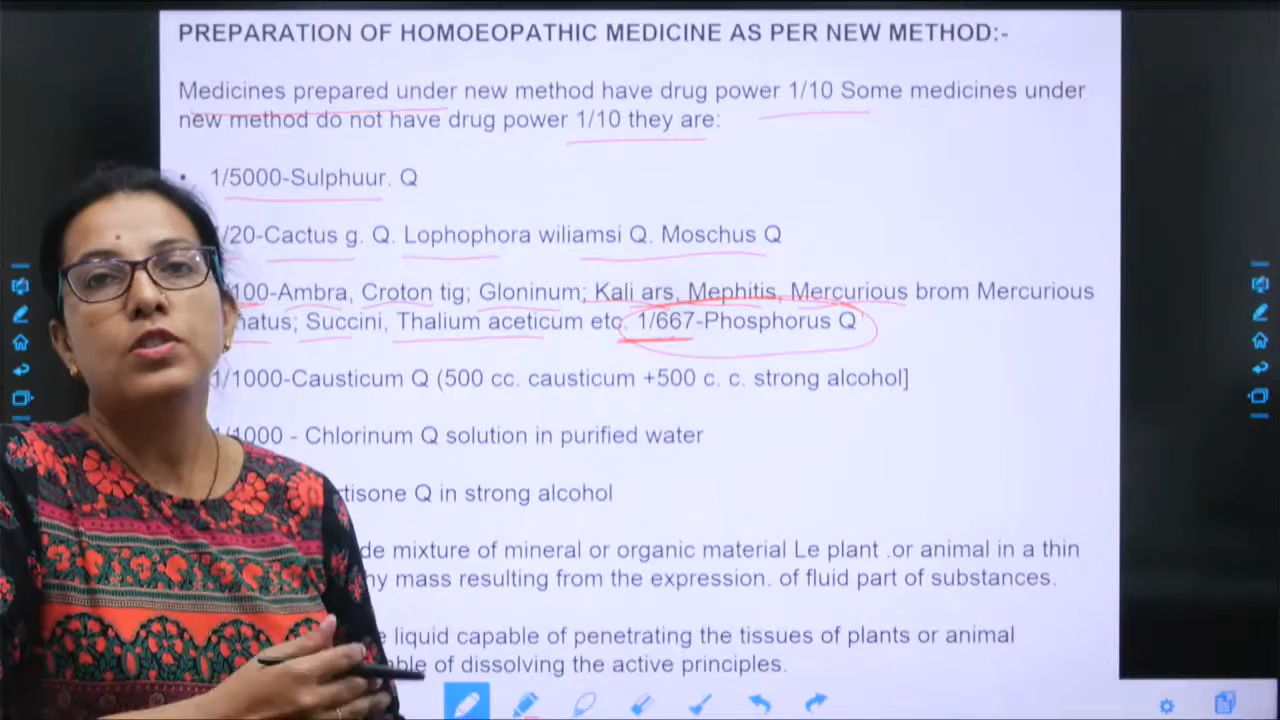 PREPARATION OF HOMOEOPATHIC MEDICINE AS PER NEW METHOD:-
Medicines prepared under new method have drug power 1/10 Some medicines under
new method do not have drug power 1/10 they are:
• 1/5000-Sulphuur. Q
/20-Cactus g. Q. Lophophora wiliamsi Q. Moschus Q
100-Ambra, Croton tig; Gloninum; Kali ars, Mephitis, Mercurious brom Mercurious
natus; Succini, Thalium aceticum etc. 1/667-Phosphorus Q
1/1000-Causticum Q (500 cc. causticum +500 c. c. strong alcohol]
1/1000 - Chlorinum Q solution in purified water
rtisone Q in strong alcohol
de mixture of mineral or organic material Le plant .or animal in a thin
y mass resulting from the expression. of fluid part of substances.
e liquid capable of penetrating the tissues of plants or animal
able of dissolving the active principles.